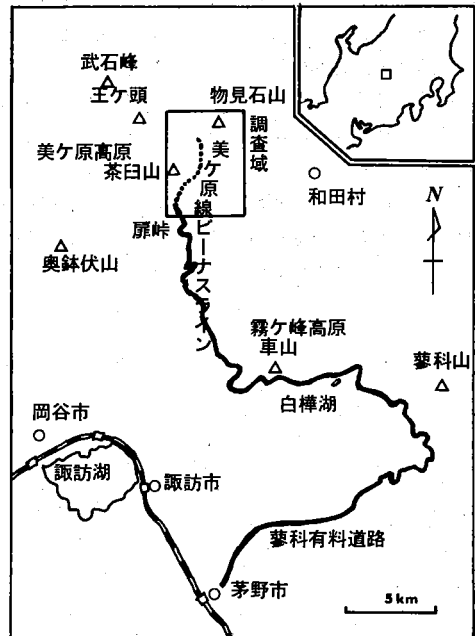 武石峰
王ケ頭
物見石山
美ケ原高原
茶臼山
調査域
美ケ原線ビーナスライン
和田村
扉峠
N
奥鉢伏山
霧ケ峰高原
車山
蓼科山
白樺湖
岡谷市
諏訪湖
諏訪市
蓼科有料道路
茅野市
5km